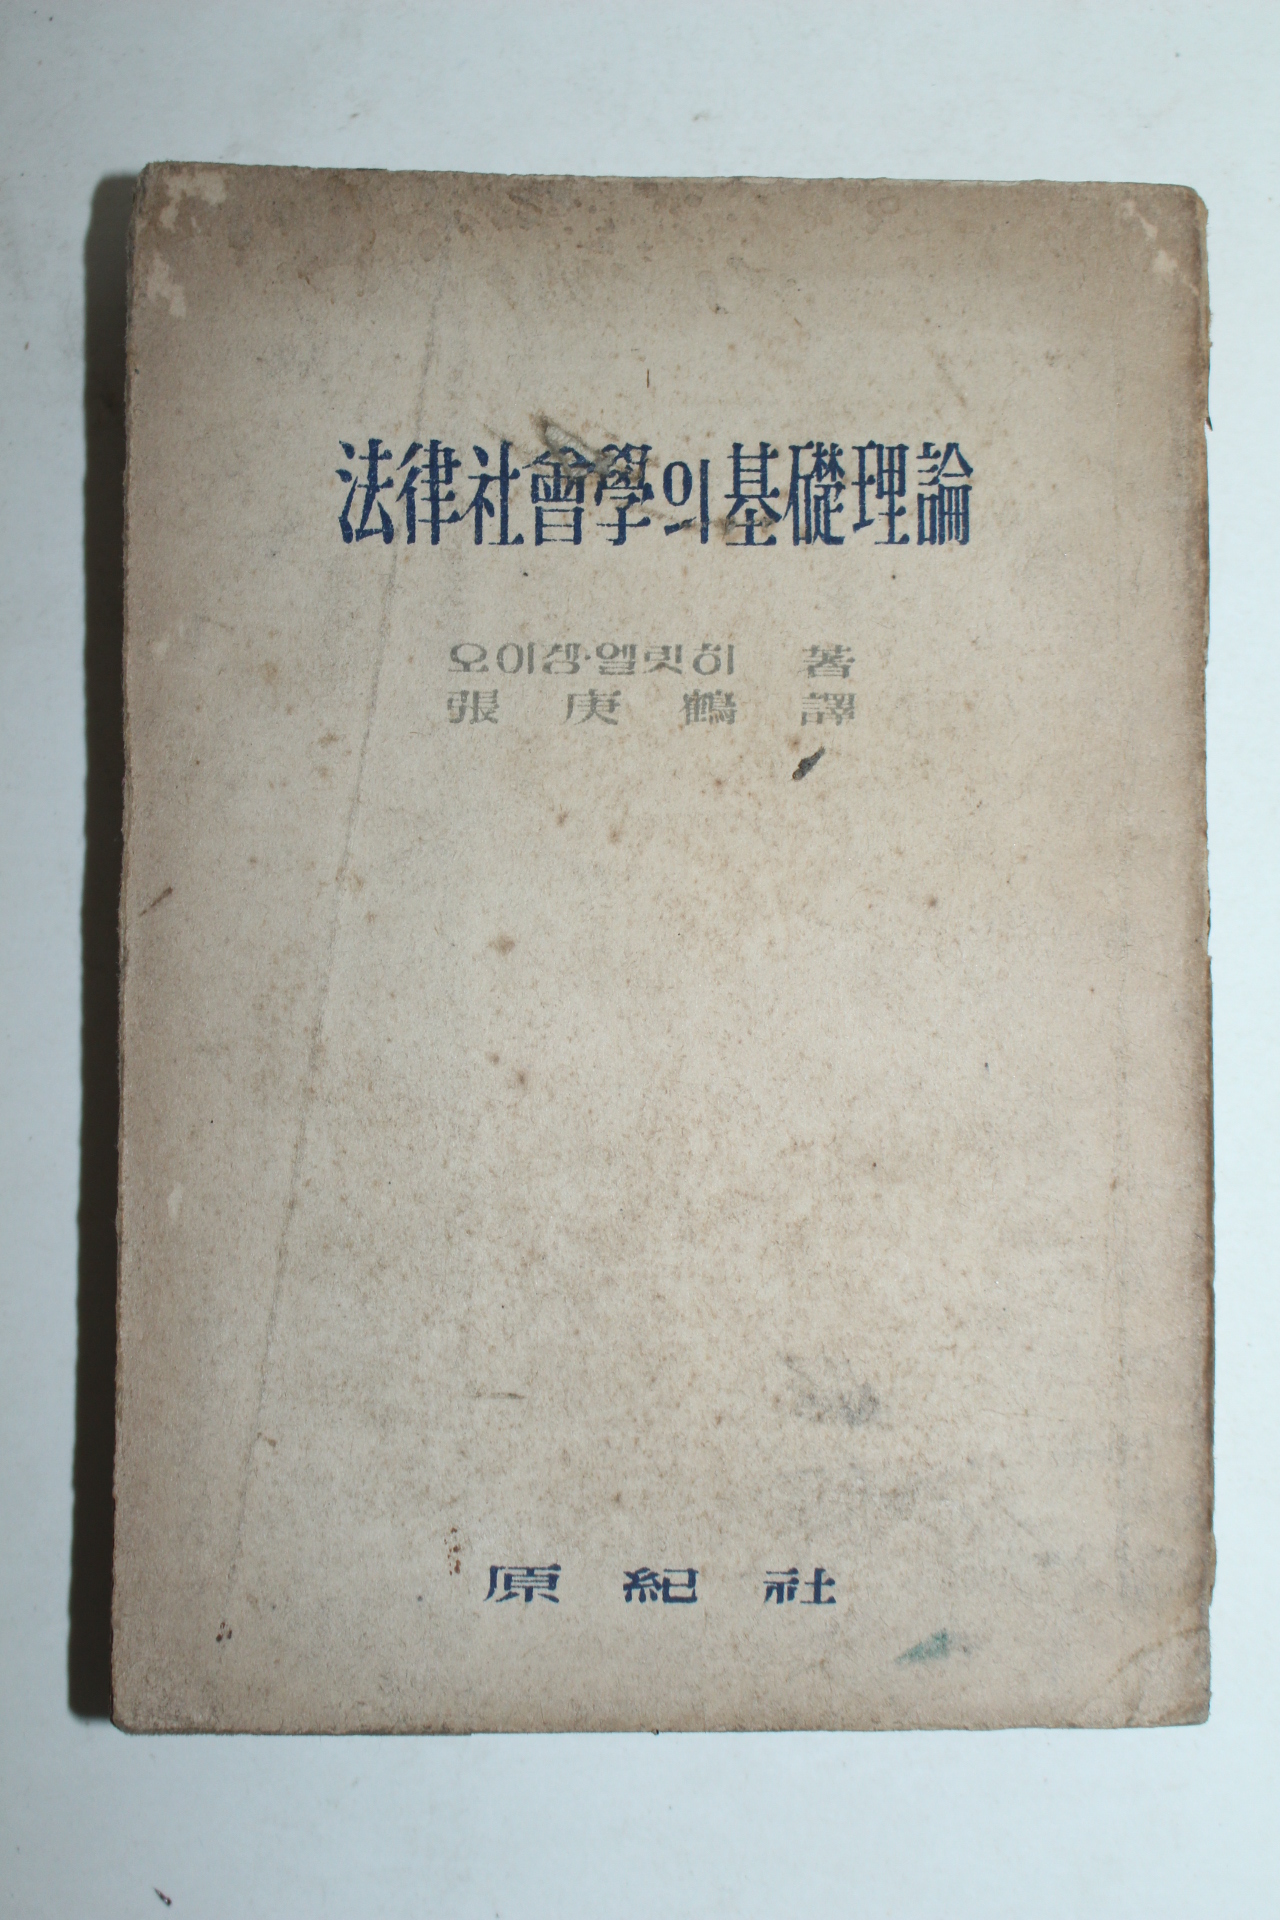 法律社會學의基礎理論
오이갱·엘릿히 著
張庚鶴 譯
原紀社